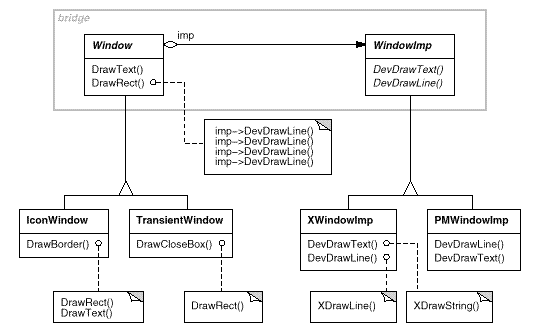 bridge
imp
Window
WindowImp
DrawText()
DrawRect()
DevDrawText()
DevDrawLine()
imp->DevDrawLine()
imp->DevDrawLine()
imp->DevDrawLine()
imp->DevDrawLine()
IconWindow
DrawBorder()
TransientWindow
DrawCloseBox()
XWindowImp
DevDrawText()
DevDrawLine()
PMWindowImp
DevDrawLine()
DevDrawText()
DrawRect()
DrawText()
DrawRect()
XDrawLine()
XDrawString()